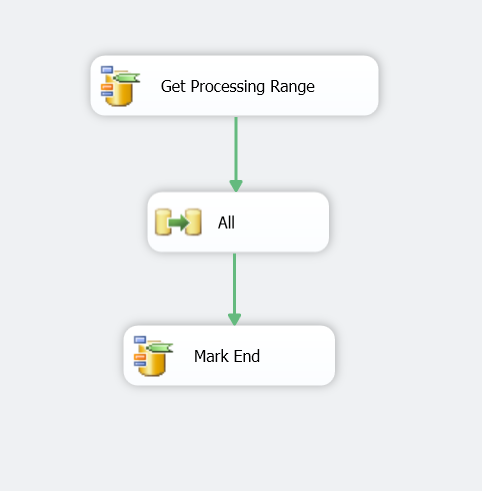 Get Processing Range
All
Mark End